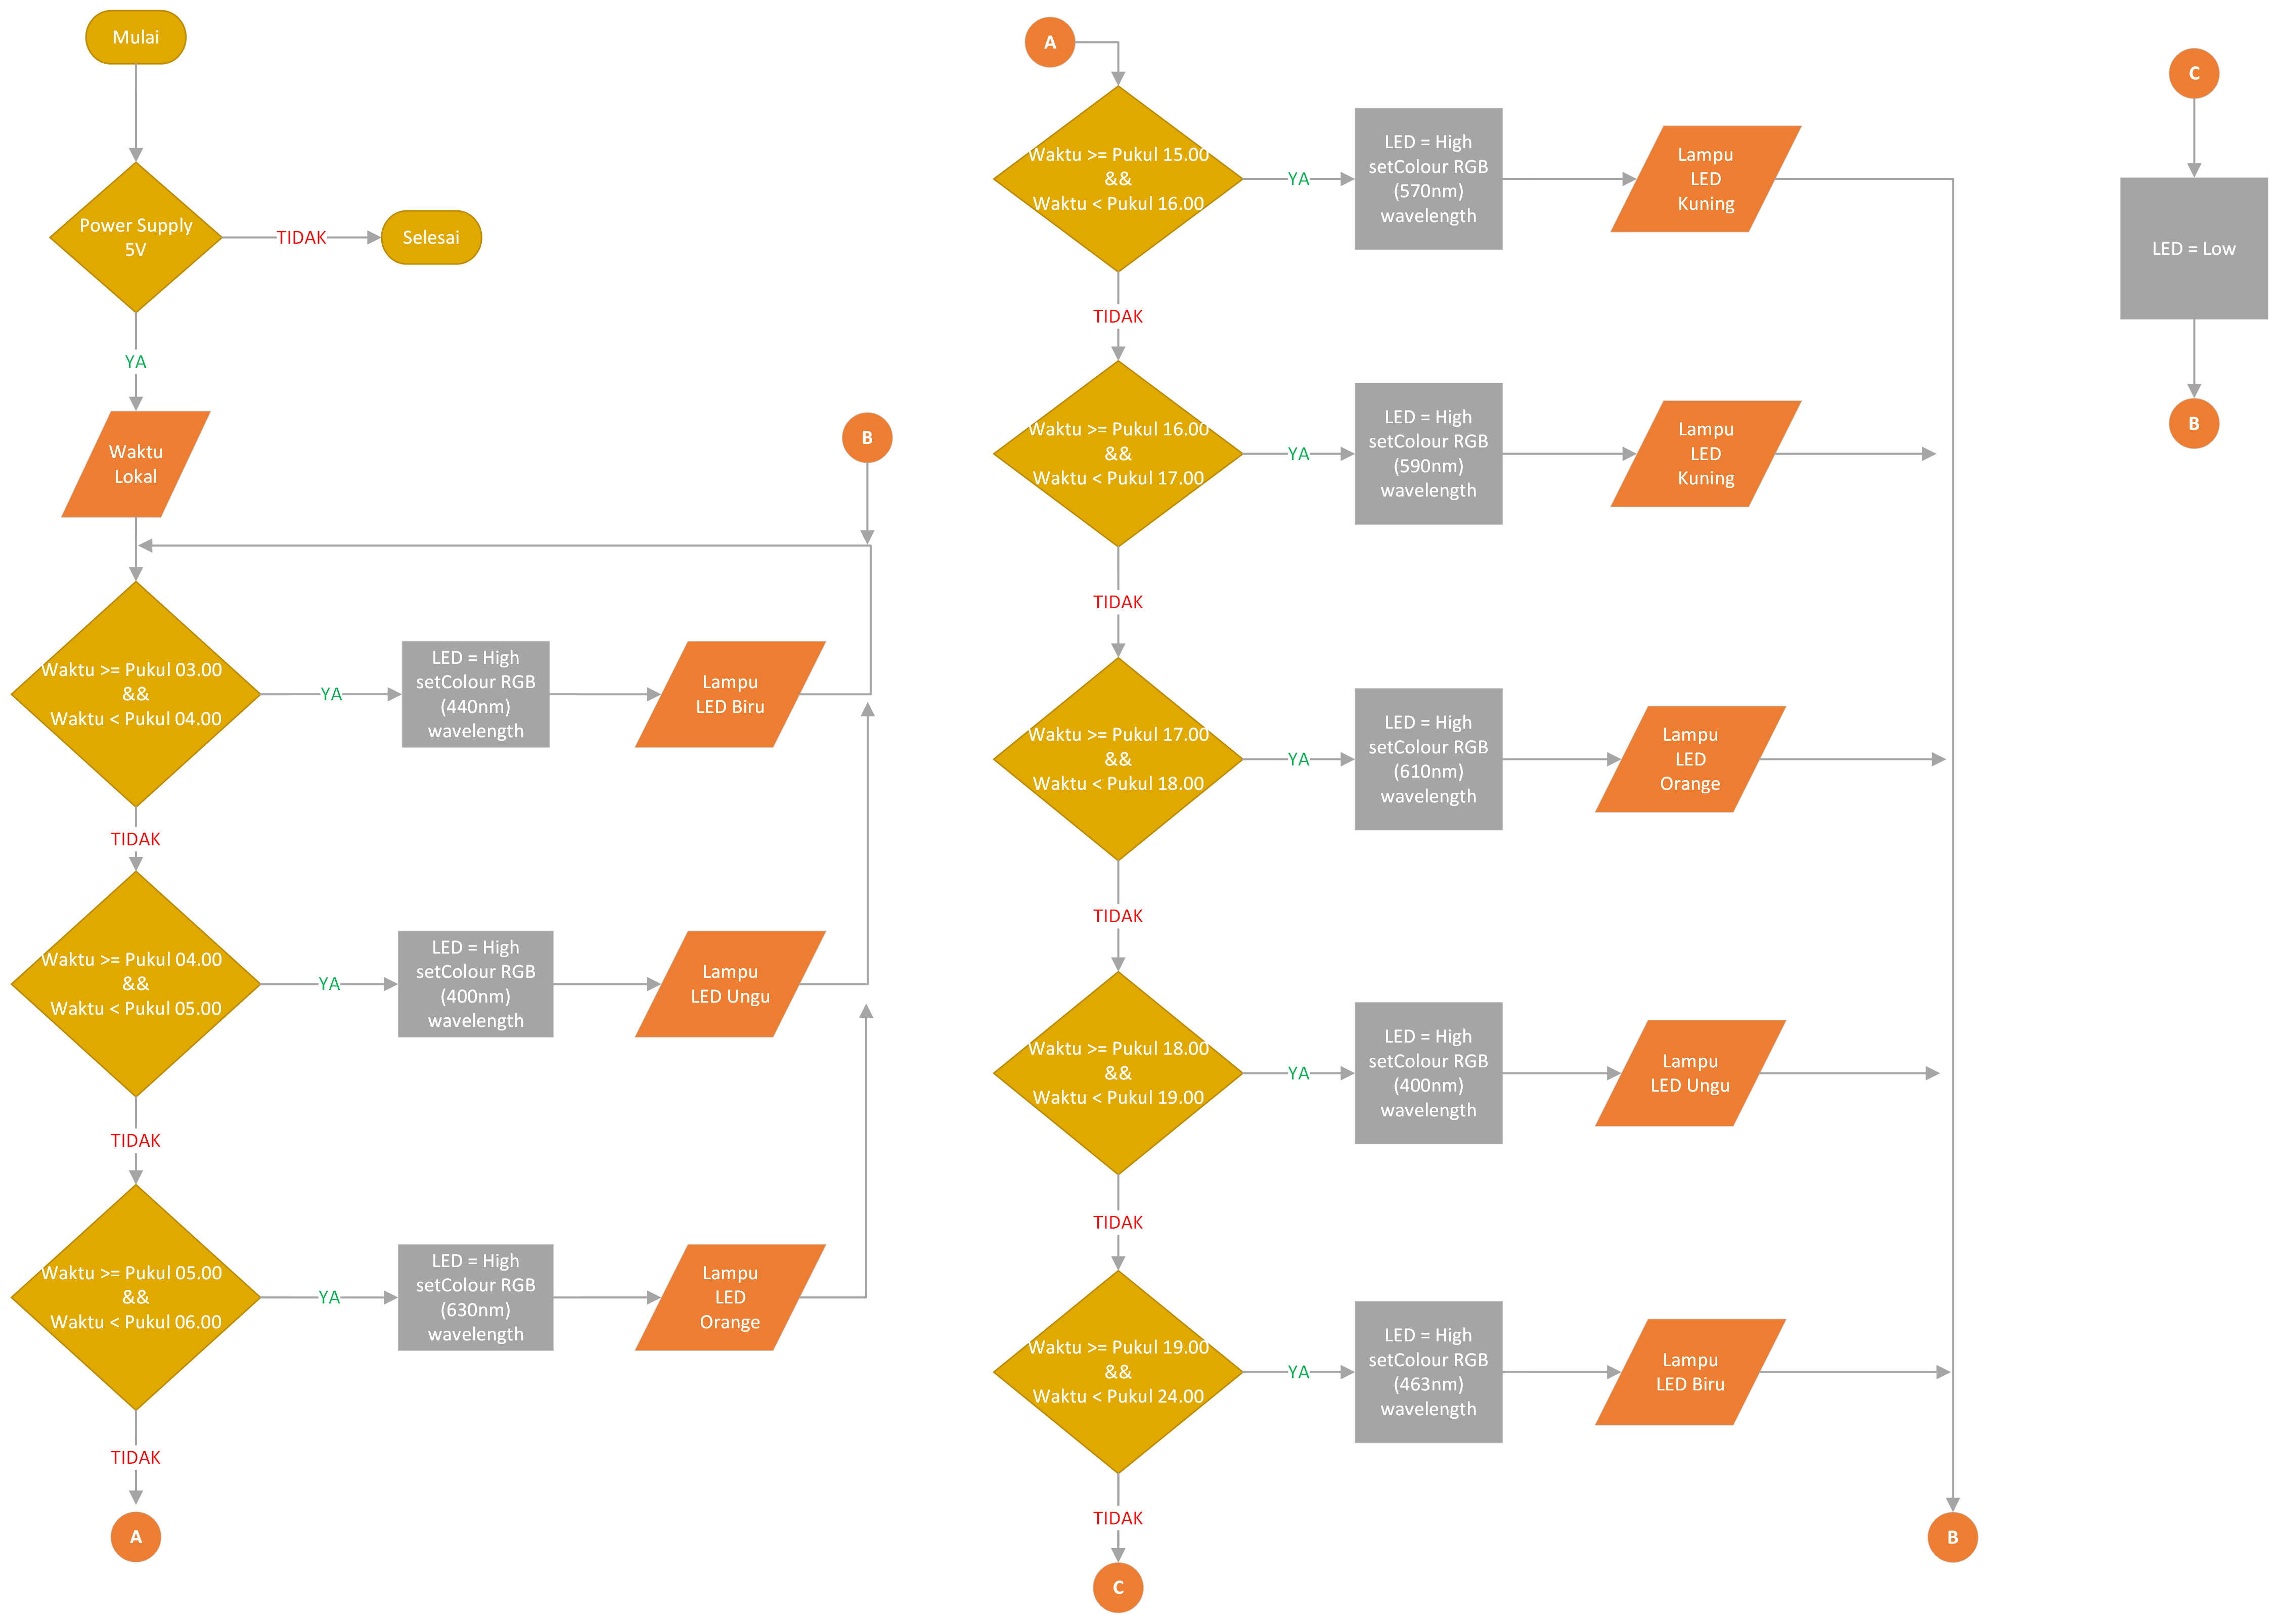 Mulai
Power Supply
5V
TIDAK
Selesai
YA
Waktu
Lokal
B
Waktu >= Pukul 03.00
&&
Waktu < Pukul 04.00
YA
LED = High
setColour RGB
(440nm)
wavelength
Lampu
LED Biru
TIDAK
Waktu >= Pukul 04.00
&&
Waktu < Pukul 05.00
YA
LED = High
setColour RGB
(400nm)
wavelength
Lampu
LED Ungu
TIDAK
Waktu >= Pukul 05.00
&&
Waktu < Pukul 06.00
YA
LED = High
setColour RGB
(630nm)
wavelength
Lampu
LED
Orange
TIDAK
A
A
Waktu >= Pukul 15.00
&&
Waktu < Pukul 16.00
YA
LED = High
setColour RGB
(570nm)
wavelength
Lampu
LED
Kuning
TIDAK
Waktu >= Pukul 16.00
&&
Waktu < Pukul 17.00
YA
LED = High
setColour RGB
(590nm)
wavelength
Lampu
LED
Kuning
TIDAK
Waktu >= Pukul 17.00
&&
Waktu < Pukul 18.00
YA
LED = High
setColour RGB
(610nm)
wavelength
Lampu
LED
Orange
TIDAK
Waktu >= Pukul 18.00
&&
Waktu < Pukul 19.00
YA
LED = High
setColour RGB
(400nm)
wavelength
Lampu
LED Ungu
TIDAK
Waktu >= Pukul 19.00
&&
Waktu < Pukul 24.00
YA
LED = High
setColour RGB
(463nm)
wavelength
Lampu
LED Biru
TIDAK
C
B
C
LED = Low
B